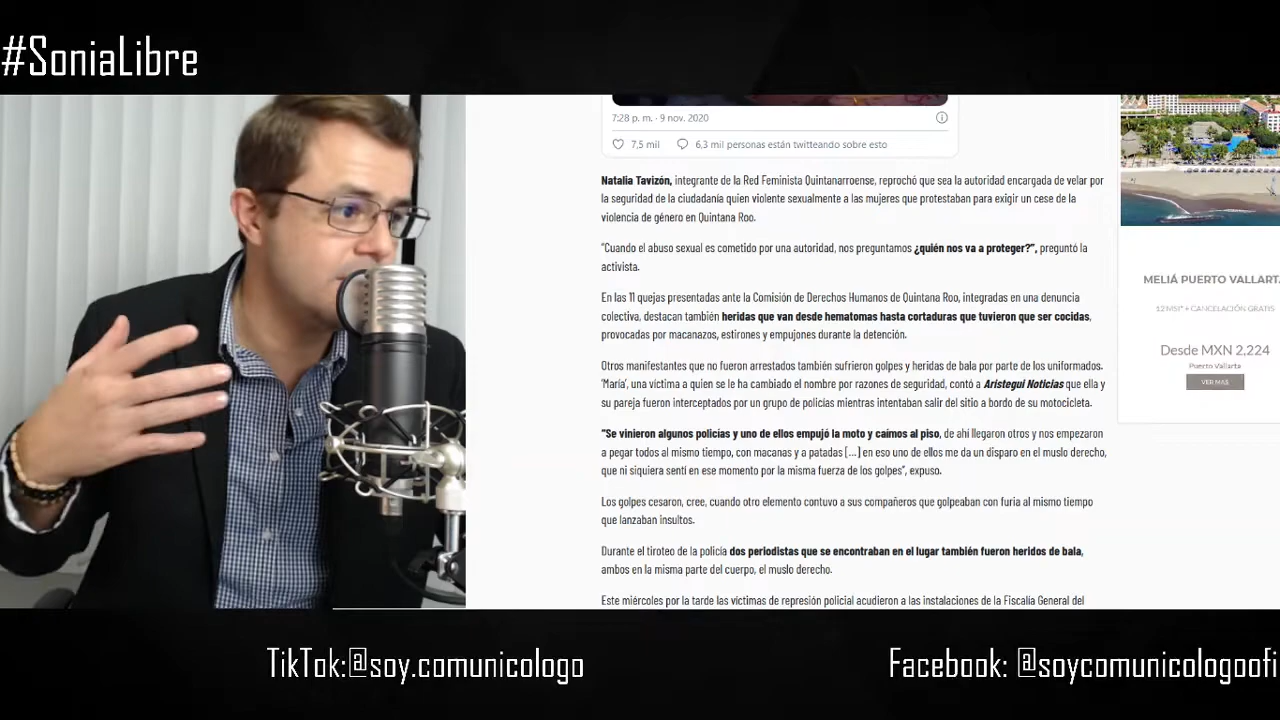 #SoniaLibre
7:28 p. m. · 9 nov. 2020
7,5 mil
6,3 mil personas están twitteando sobre esto
Natalia Tavizón, integrante de la Red Feminista Quintanarroense, reprochó que sea la autoridad encargada de velar por
la seguridad de la ciudadanía quien violente sexualmente a las mujeres que protestaban para exigir un cese de la
violencia de género en Quintana Roo.
"Cuando el abuso sexual es cometido por una autoridad, nos preguntamos ¿quién nos va a proteger?", preguntó la
activista.
En las 11 quejas presentadas ante la Comisión de Derechos Humanos de Quintana Roo, integradas en una denuncia
colectiva, destacan también heridas que van desde hematomas hasta cortaduras que tuvieron que ser cocidas,
provocadas por macanazos, estirones y empujones durante la detención.
Otros manifestantes que no fueron arrestados también sufrieron golpes y heridas de bala por parte de los uniformados.
'María', una víctima a quien se le ha cambiado el nombre por razones de seguridad, contó a Aristegui Noticias que ella y
su pareja fueron interceptados por un grupo de policías mientras intentaban salir del sitio a bordo de su motocicleta.
"Se vinieron algunos policías y uno de ellos empujó la moto y caímos al piso, de ahí llegaron otros y nos empezaron
a pegar todos al mismo tiempo, con macanas y a patadas [...] en eso uno de ellos me da un disparo en el muslo derecho,
que ni siquiera sentí en ese momento por la misma fuerza de los golpes", expuso.
Los golpes cesaron, cree, cuando otro elemento contuvo a sus compañeros que golpeaban con furia al mismo tiempo
que lanzaban insultos.
Durante el tiroteo de la policía dos periodistas que se encontraban en el lugar también fueron heridos de bala,
ambos en la misma parte del cuerpo, el muslo derecho.
Este miércoles por la tarde las víctimas de represión policial acudieron a las instalaciones de la Fiscalía General del
MELIÁ PUERTO VALLART
12 MSI* + CANCELACIÓN GRATIS
Desde MXN 2,224
Puerto Vallarta
VER MÁS
TikTok:@soy.comunicologo
Facebook: @soycomunicologoofi